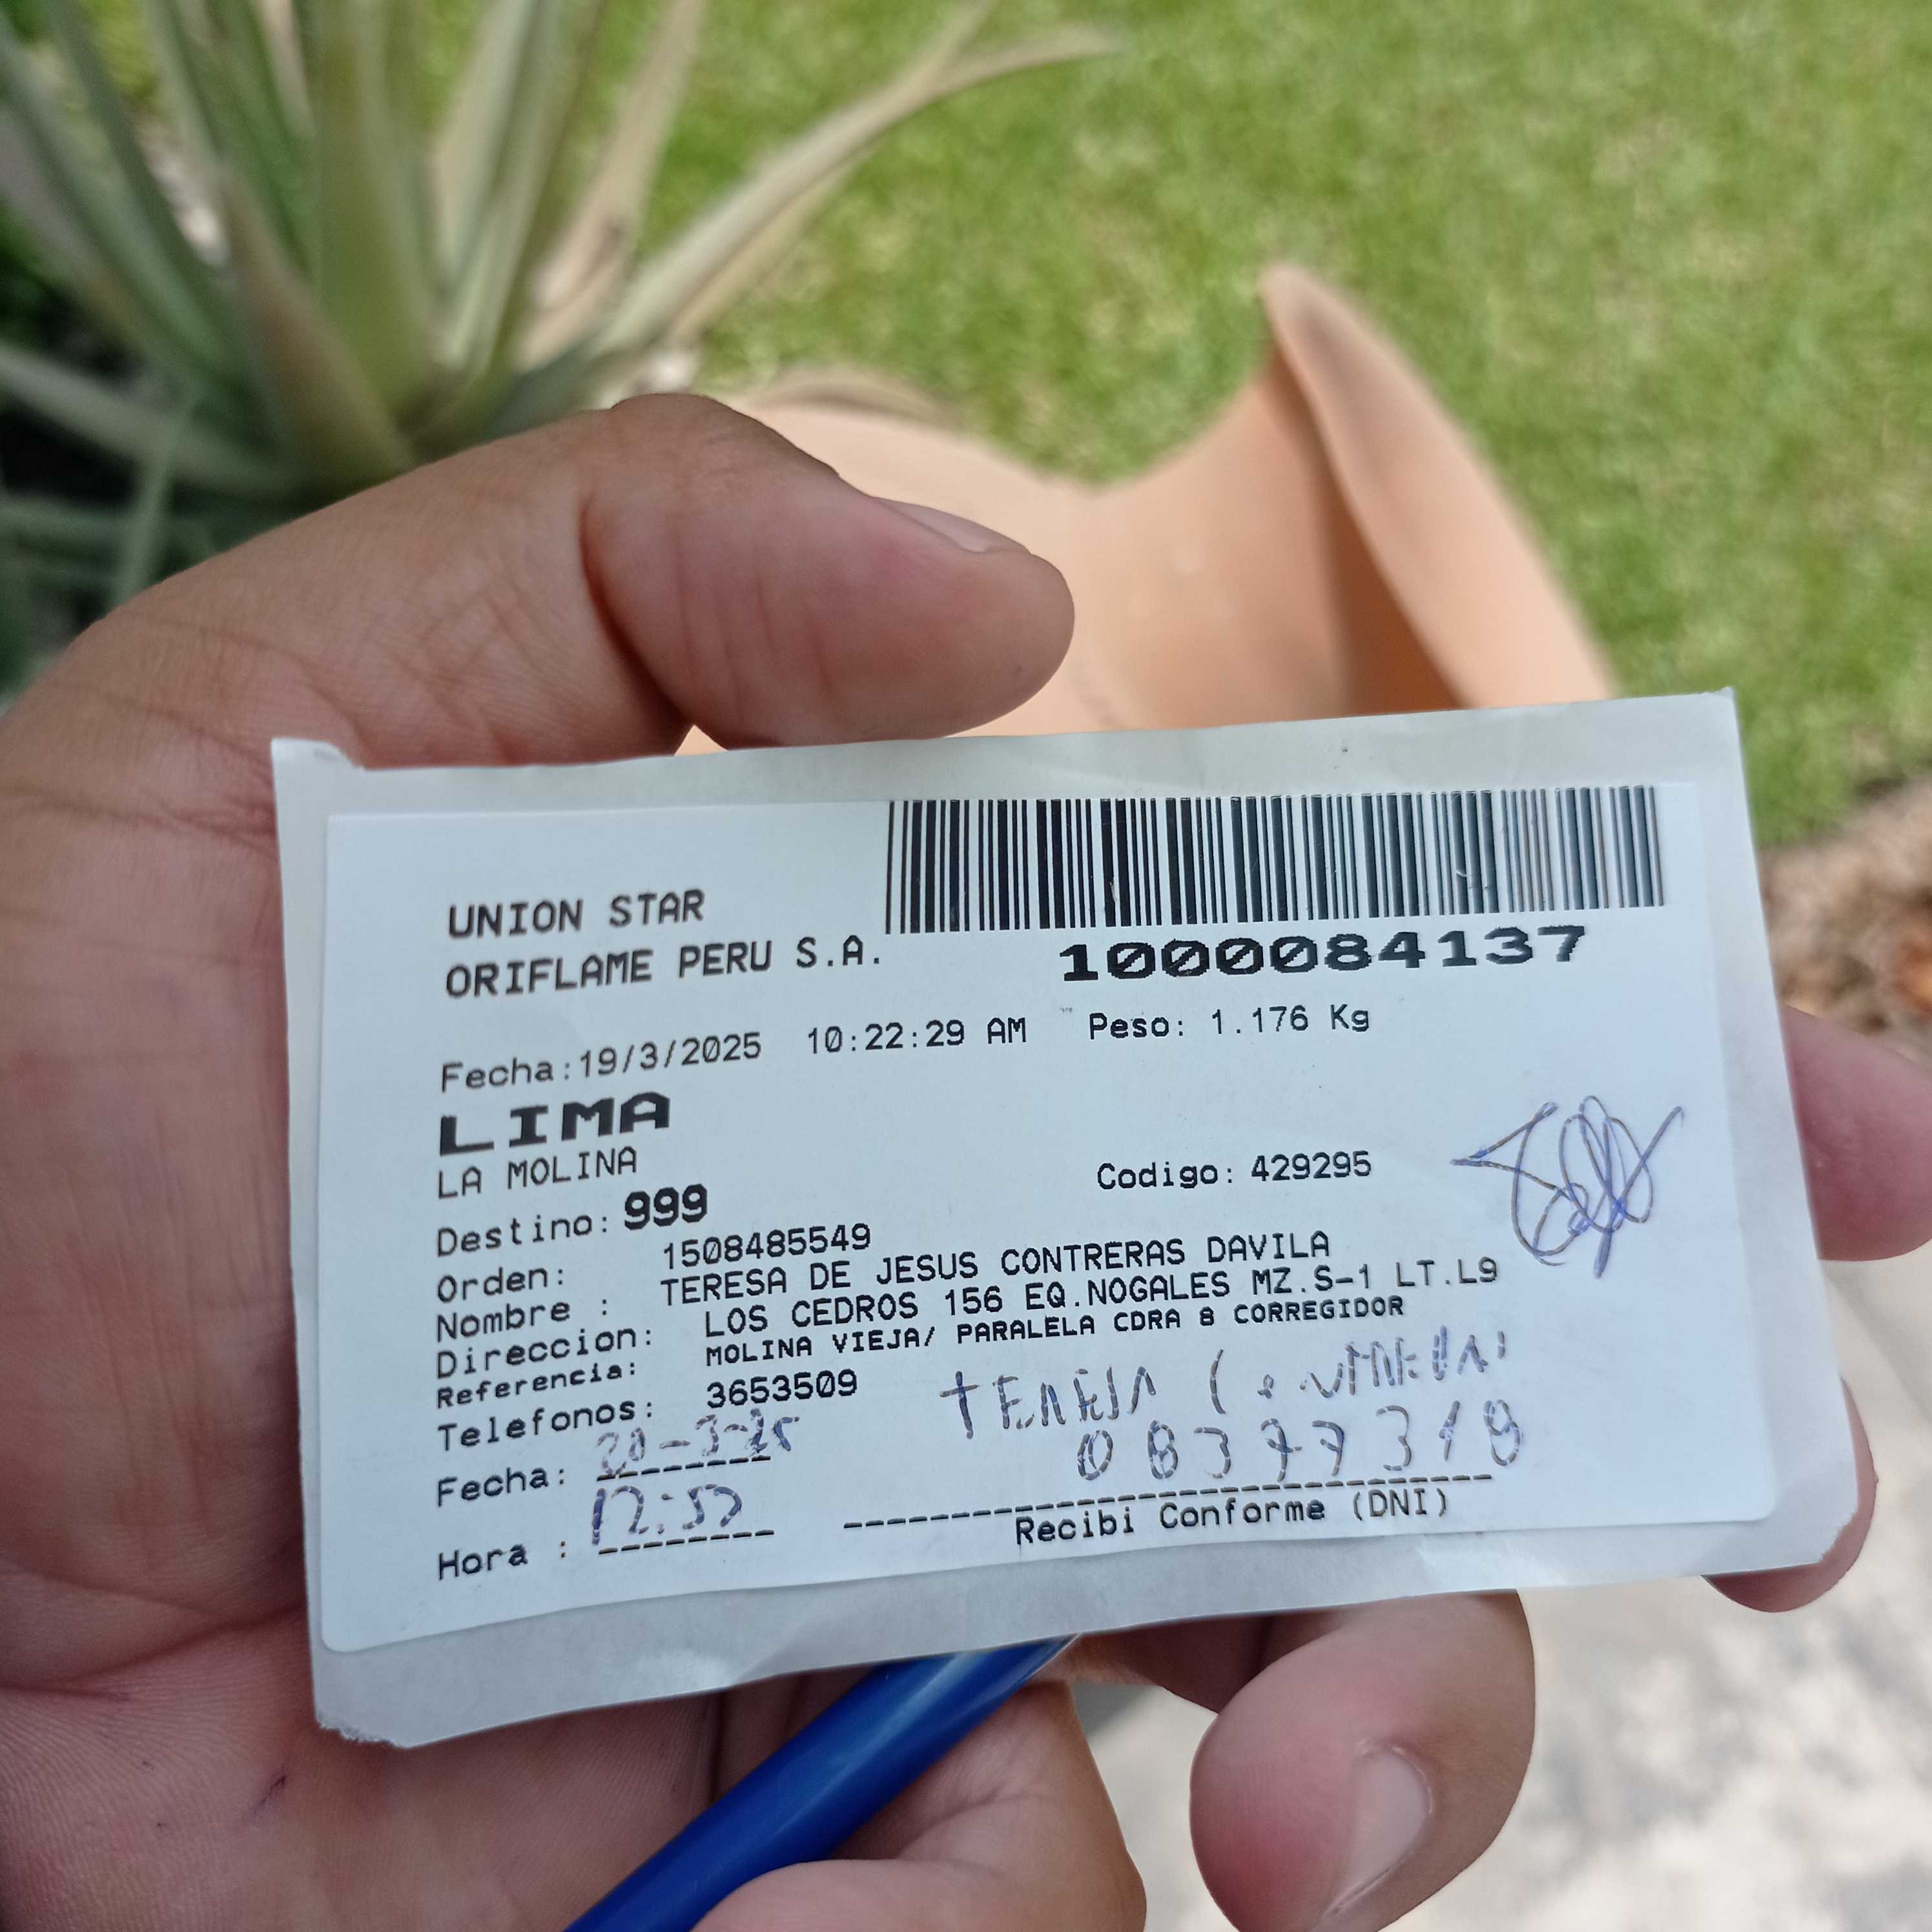 UNION STAR
ORIFLAME PERU S.A.
1000084137
Fecha:19/3/2025 10:22:29 AM Peso: 1.176 Kg
LIMA
LA MOLINA
Codigo: 429295
Destino: 999
Orden: 1508485549
Nombre : TERESA DE JESUS CONTRERAS DAVILA
Direccion: LOS CEDROS 156 EQ.NOGALES MZ.S-1 LT.L9
Referencia: MOLINA VIEJA/ PARALELA CDRA 8 CORREGIDOR
Telefonos: 3653509
TERESA
Fecha: 20-3-25
Hora :
Recibi Conforme (DNI)